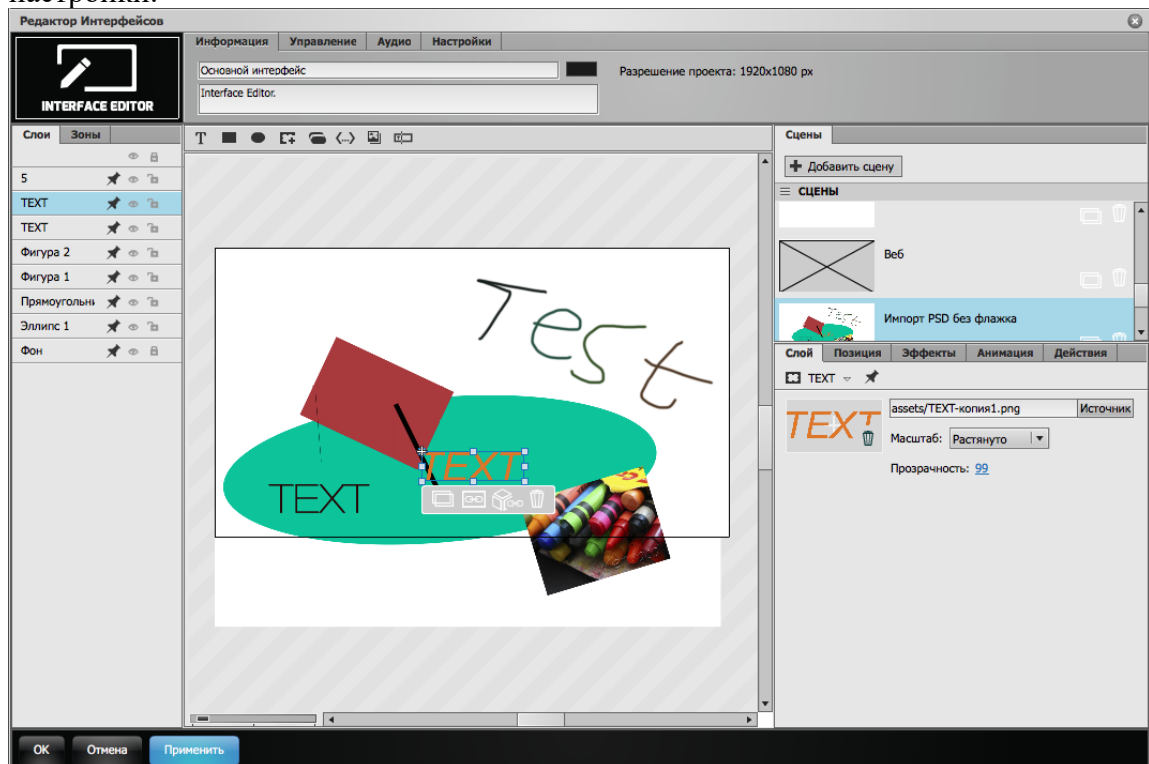 настройки.
Редактор Интерфейсов
INTERFACE EDITOR
Информация Управление Аудио Настройки
Основной интерфейс
Разрешение проекта: 1920x1080 px
Interface Editor.
Слои Зоны
5
TEXT
TEXT
Фигура 2
Фигура 1
Прямоугольни
Эллипс 1
Фон
T
Test
TEXT
TEXT
Сцены
Добавить сцену
СЦЕНЫ
Веб
Импорт PSD без флажка
Слой Позиция Эффекты Анимация Действия
TEXT
TEXT
assets/TEXT-копия1.png Источник
Масштаб: Растянуто
Прозрачность: 99
OK Отмена Применить